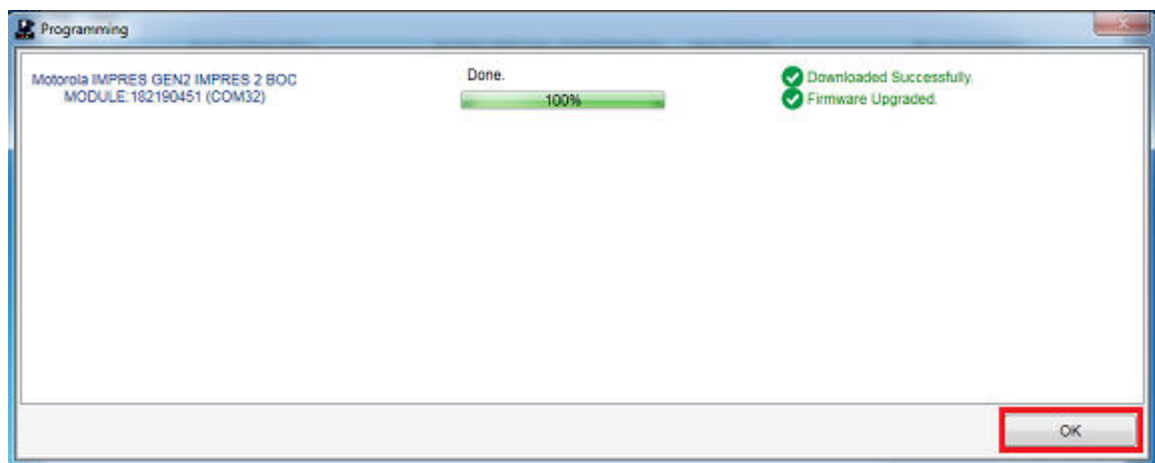 Programming
Motorola IMPRES GEN2 IMPRES 2 BOC
MODULE:182190451 (COM32)
Done.
100%
Downloaded Successfully.
Firmware Upgraded.
OK